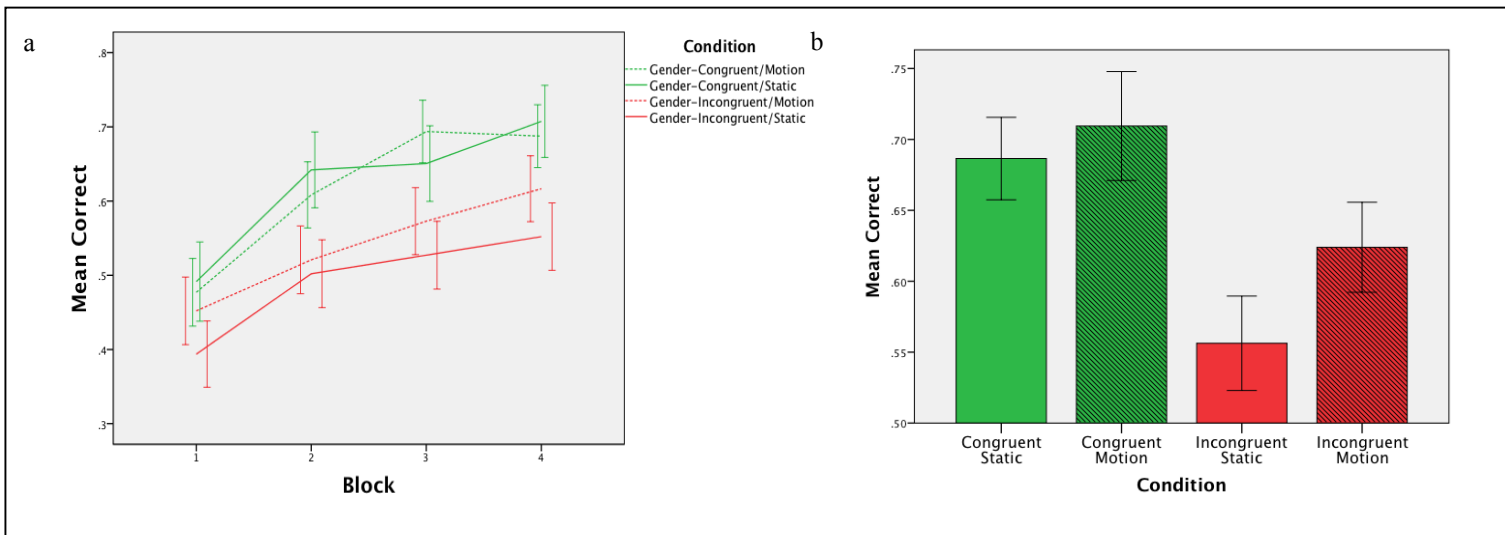 a
Mean Correct
.8
.7
.6
.5
.4
.3
1
2
3
4
Block
Condition
Gender-Congruent/Motion
Gender-Congruent/Static
Gender-Incongruent/Motion
Gender-Incongruent/Static
b
Mean Correct
.75
.70
.65
.60
.55
.50
Congruent
Static
Congruent
Motion
Incongruent
Static
Incongruent
Motion
Condition